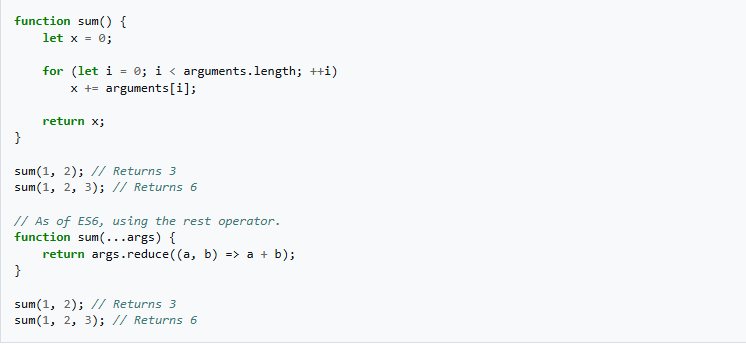 function sum() {
    let x = 0;

    for (let i = 0; i < arguments.length; ++i)
        x += arguments[i];

    return x;
}

sum(1, 2); // Returns 3
sum(1, 2, 3); // Returns 6

// As of ES6, using the rest operator.
function sum(...args) {
    return args.reduce((a, b) => a + b);
}

sum(1, 2); // Returns 3
sum(1, 2, 3); // Returns 6